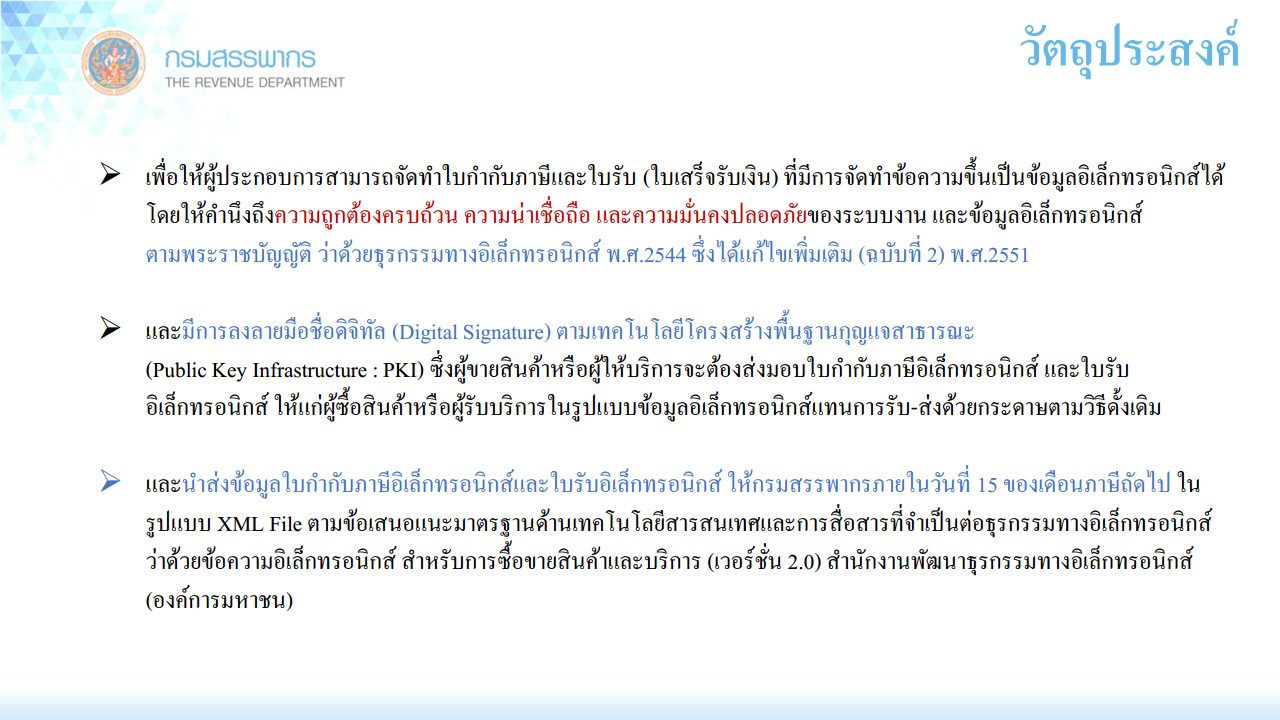 กรมสรรพากร
THE REVENUE DEPARTMENT
วัตถุประสงค์
เพื่อให้ผู้ประกอบการสามารถจัดทำใบกำกับภาษีและใบรับ (ใบเสร็จรับเงิน) ที่มีการจัดทำข้อความขึ้นเป็นข้อมูลอิเล็กทรอนิกส์ได้
โดยให้คำนึงถึงความถูกต้องครบถ้วน ความน่าเชื่อถือ และความมั่นคงปลอดภัยของระบบงาน และข้อมูลอิเล็กทรอนิกส์
ตามพระราชบัญญัติ ว่าด้วยธุรกรรมทางอิเล็กทรอนิกส์ พ.ศ.2544 ซึ่งได้แก้ไขเพิ่มเติม (ฉบับที่ 2) พ.ศ.2551
และมีการลงลายมือชื่อดิจิทัล (Digital Signature) ตามเทคโนโลยีโครงสร้างพื้นฐานกุญแจสาธารณะ
(Public Key Infrastructure : PKI) ซึ่งผู้ขายสินค้าหรือผู้ให้บริการจะต้องส่งมอบใบกำกับภาษีอิเล็กทรอนิกส์ และใบรับ
อิเล็กทรอนิกส์ ให้แก่ผู้ซื้อสินค้าหรือผู้รับบริการในรูปแบบข้อมูลอิเล็กทรอนิกส์แทนการรับ-ส่งด้วยกระดาษตามวิธีดั้งเดิม
และนำส่งข้อมูลใบกำกับภาษีอิเล็กทรอนิกส์และใบรับอิเล็กทรอนิกส์ ให้กรมสรรพากรภายในวันที่ 15 ของเดือนภาษีถัดไป ใน
รูปแบบ XML File ตามข้อเสนอแนะมาตรฐานด้านเทคโนโลยีสารสนเทศและการสื่อสารที่จำเป็นต่อธุรกรรมทางอิเล็กทรอนิกส์
ว่าด้วยข้อความอิเล็กทรอนิกส์ สำหรับการซื้อขายสินค้าและบริการ (เวอร์ชั่น 2.0) สำนักงานพัฒนาธุรกรรมทางอิเล็กทรอนิกส์
(องค์การมหาชน)